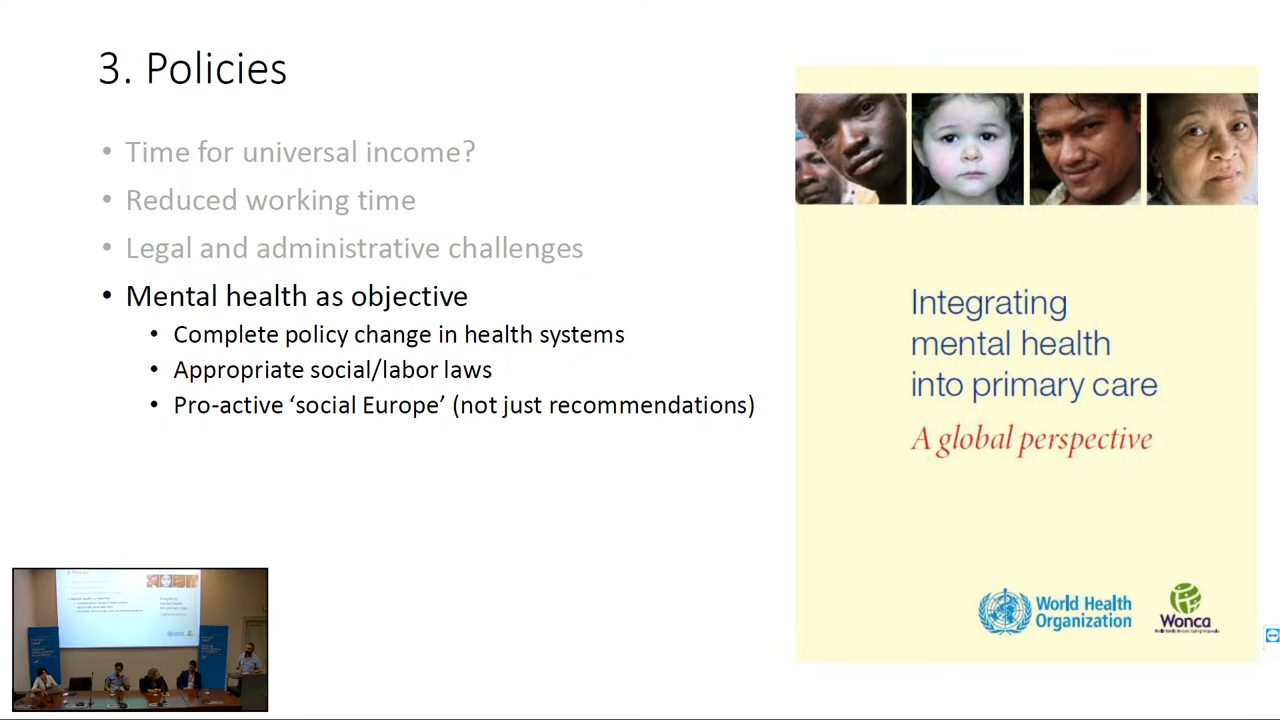 3. Policies
• Time for universal income?
• Reduced working time
• Legal and administrative challenges
• Mental health as objective
• Complete policy change in health systems
• Appropriate social/labor laws
• Pro-active ‘social Europe’ (not just recommendations)
Integrating
mental health
into primary care
A global perspective
World Health
Organization
Wonca